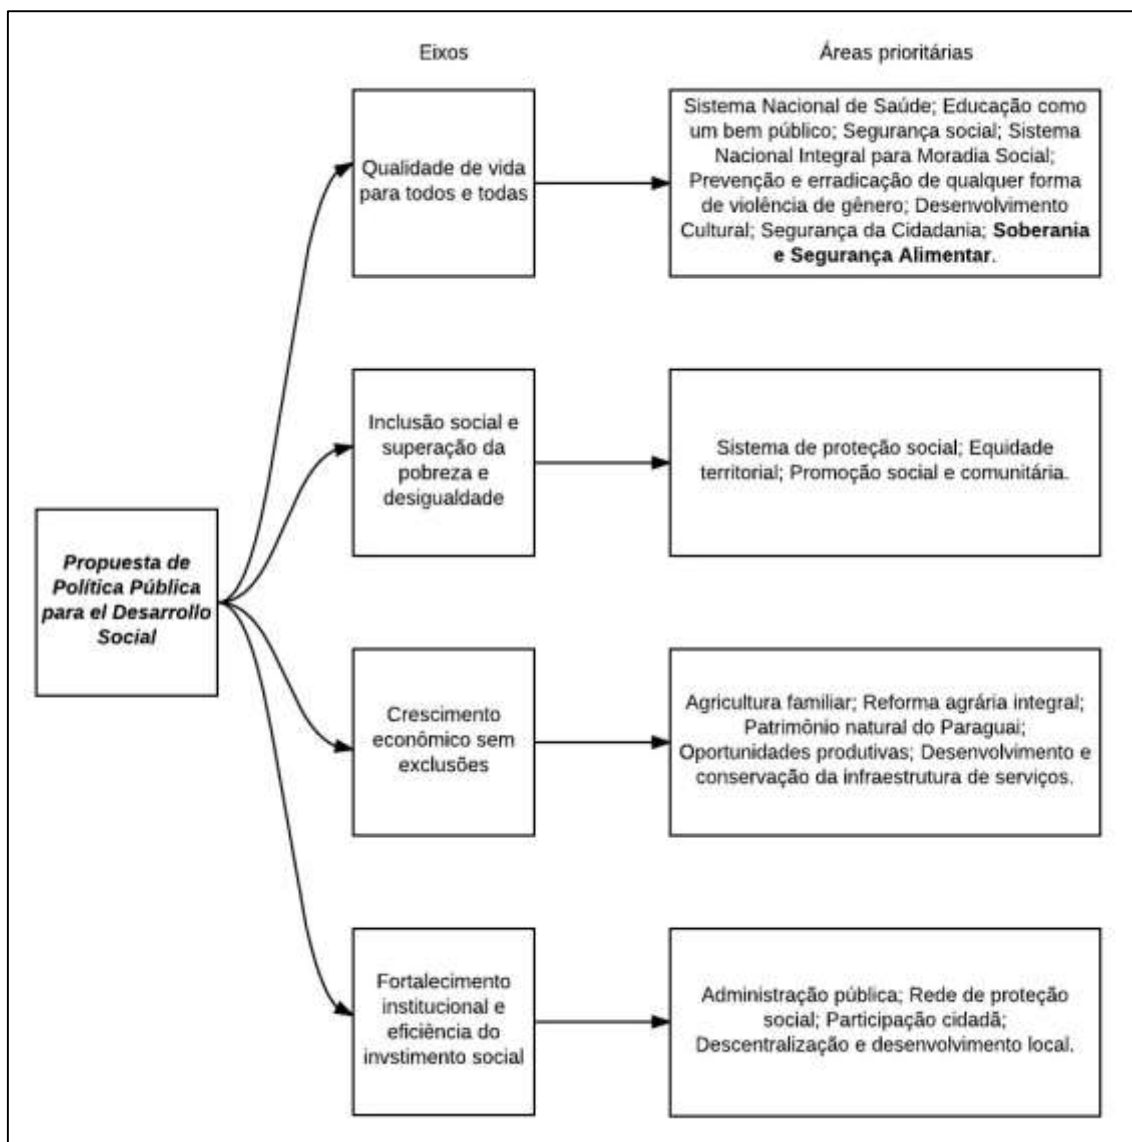 Eixos
Áreas prioritárias
Qualidade de vida
para todos e todas
Sistema Nacional de Saúde; Educação como
um bem público; Segurança social; Sistema
Nacional Integral para Moradia Social;
Prevenção e erradicação de qualquer forma
de violência de gênero; Desenvolvimento
Cultural; Segurança da Cidadania; Soberania
e Segurança Alimentar.
Inclusão social e
superação da
pobreza e
desigualdade
Sistema de proteção social; Equidade
territorial; Promoção social e comunitária.
Propuesta de
Política Pública
para el Desarrollo
Social
Crescimento
econômico sem
exclusões
Agricultura familiar; Reforma agrária integral;
Patrimônio natural do Paraguai;
Oportunidades produtivas; Desenvolvimento e
conservação da infraestrutura de serviços.
Fortalecimento
institucional e
eficiência do
invstimento social
Administração pública; Rede de proteção
social; Participação cidadã;
Descentralização e desenvolvimento local.